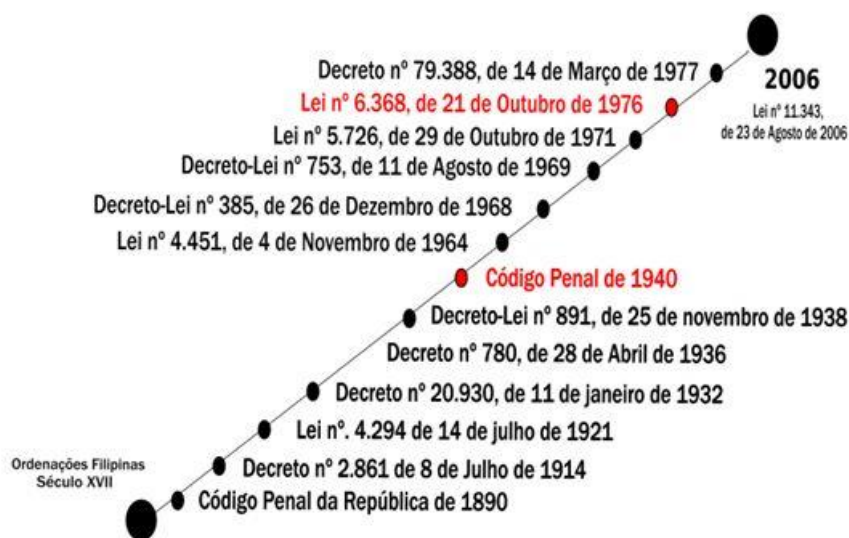 Decreto nº 79.388, de 14 de Março de 1977
2006
Lei nº 11.343,
de 23 de Agosto de 2006
Lei nº 6.368, de 21 de Outubro de 1976
Lei nº 5.726, de 29 de Outubro de 1971
Decreto-Lei nº 753, de 11 de Agosto de 1969
Decreto-Lei nº 385, de 26 de Dezembro de 1968
Lei nº 4.451, de 4 de Novembro de 1964
Código Penal de 1940
Decreto-Lei nº 891, de 25 de novembro de 1938
Decreto nº 780, de 28 de Abril de 1936
Decreto nº 20.930, de 11 de janeiro de 1932
Lei nº. 4.294 de 14 de julho de 1921
Ordenações Filipinas
Século XVII
Decreto nº 2.861 de 8 de Julho de 1914
Código Penal da República de 1890